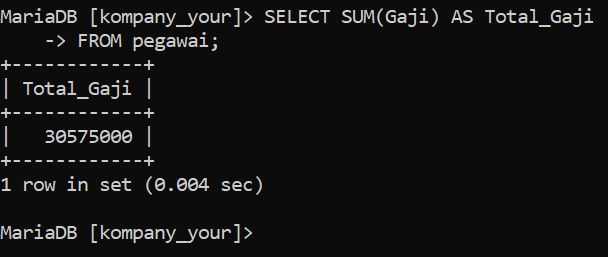 MariaDB [kompany_your]> SELECT SUM(Gaji) AS Total_Gaji
    -> FROM pegawai;
+------------+
| Total_Gaji |
+------------+
|   30575000 |
+------------+
1 row in set (0.004 sec)
MariaDB [kompany_your]>